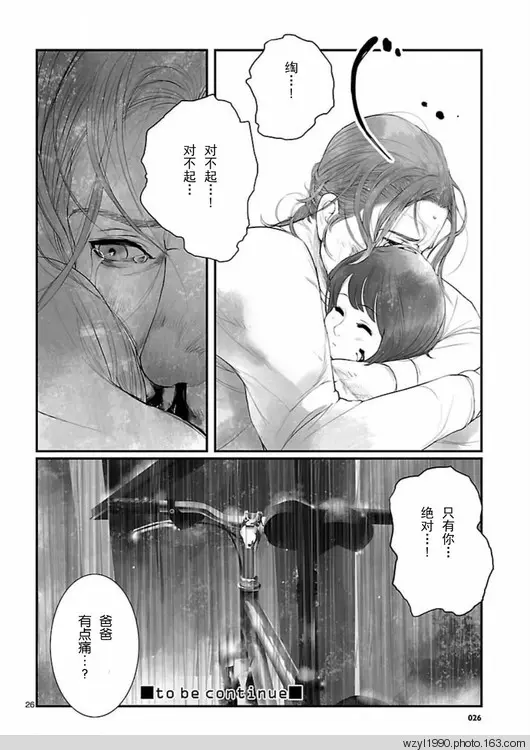 绹…!
对不起…!
对不起…!
只有你…
绝对…!
爸爸
有点痛…?
■to be continue■
26
026
wzyl1990.photo.163.com